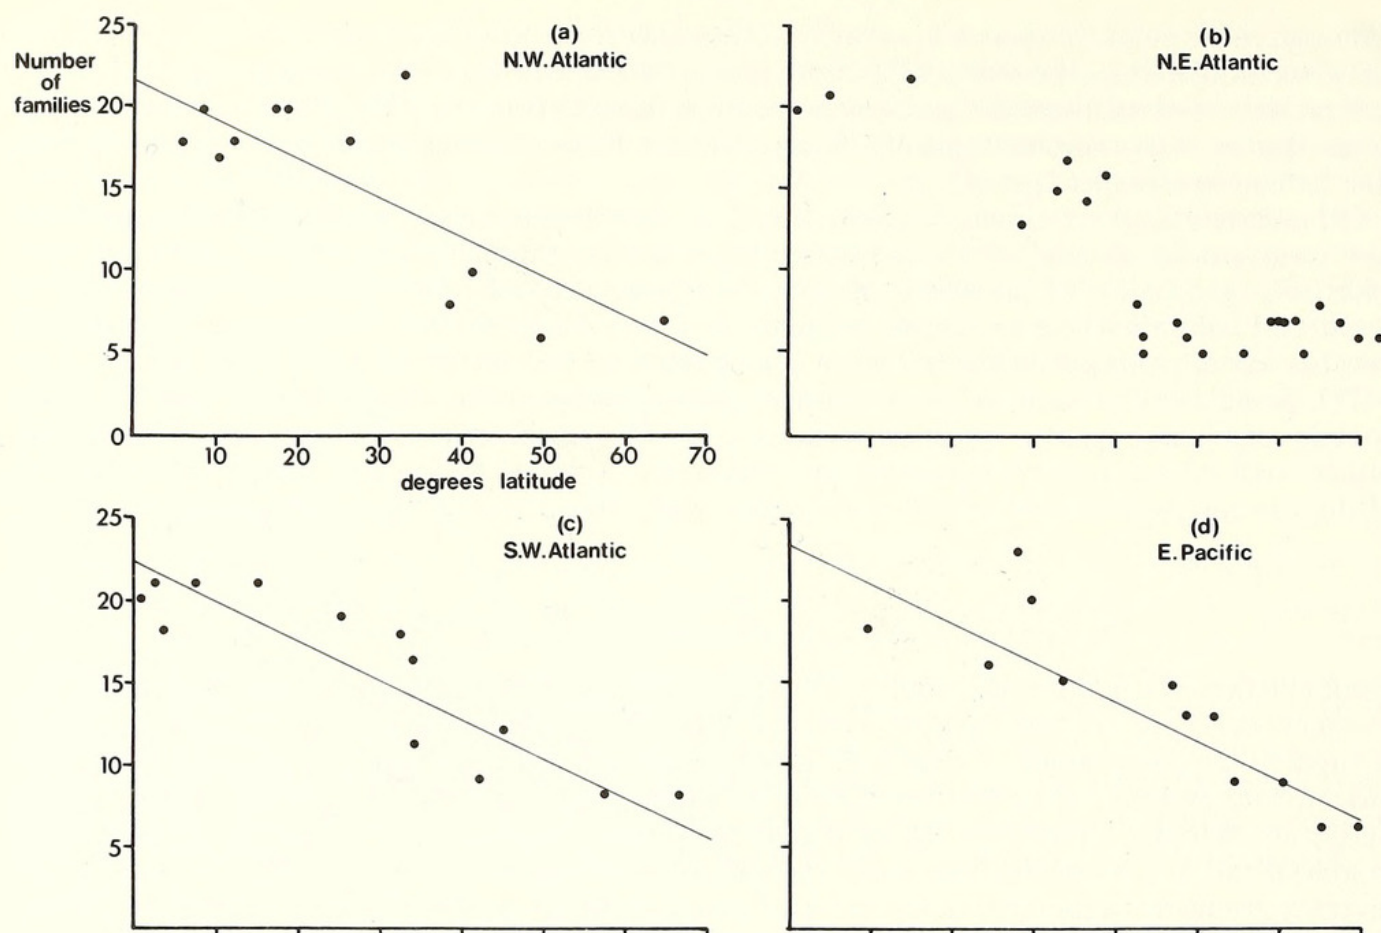 (a)
N.W.Atlantic
Number
of
families
25
20
15
10
5
0
10 20 30 40 50 60 70
degrees latitude
(b)
N.E.Atlantic
(c)
S.W.Atlantic
25
20
15
10
5
(d)
E.Pacific